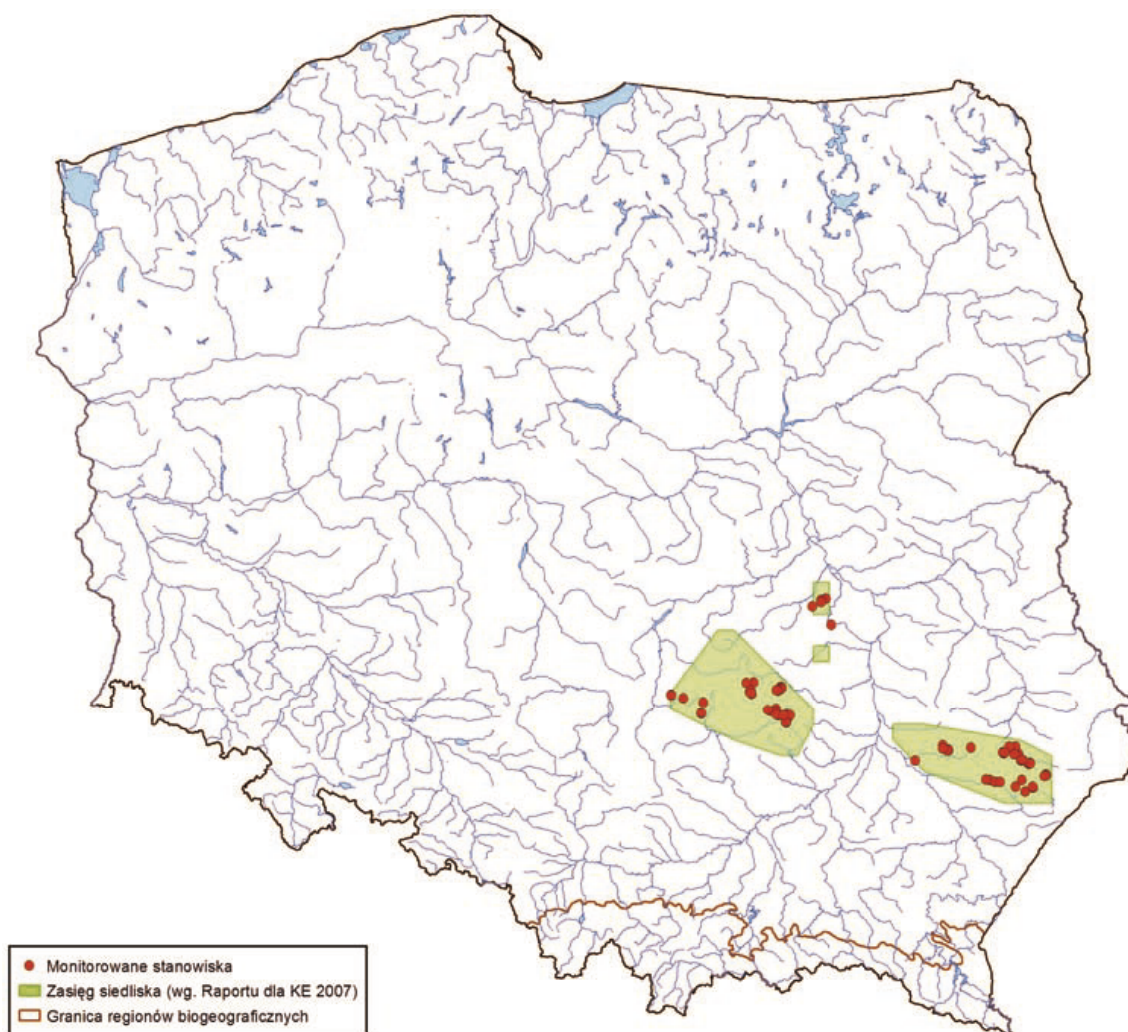 Monitorowane stanowiska
Zasięg siedliska (wg. Raportu dla KE 2007)
Granica regionów biogeograficznych